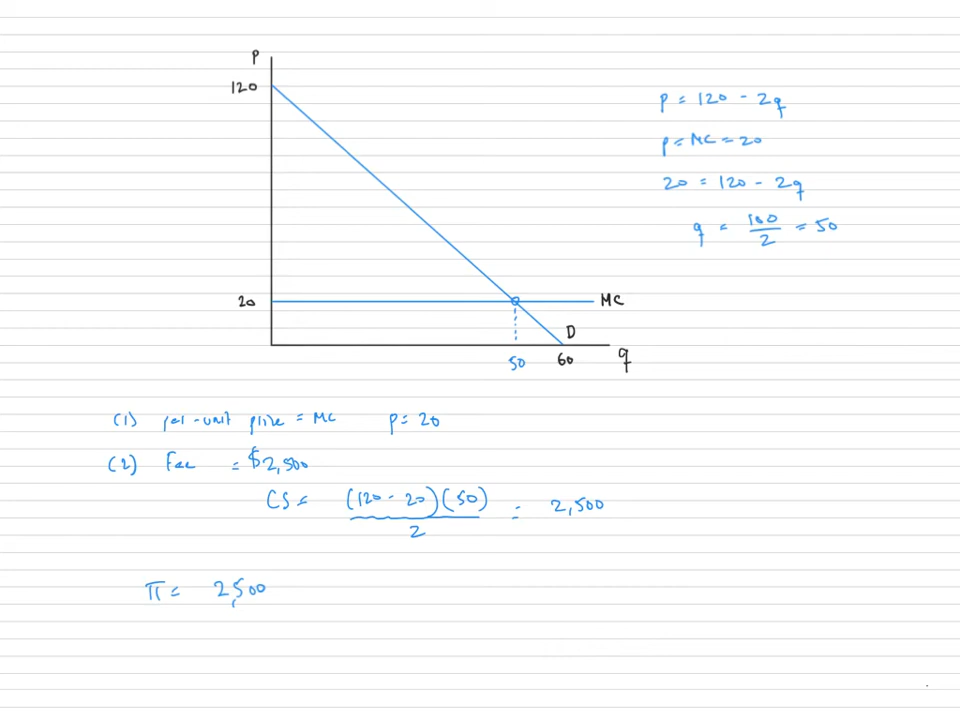 P
120
20
MC
D
50
60
q
P = 120 - 2q
P = MC = 20
20 = 120 - 2q
q = 100/2 = 50
(1) per-unit price = MC P = 20
(2) Fee = $2,500
CS = (120 - 20)(50)/2 = 2,500
π = 2,500